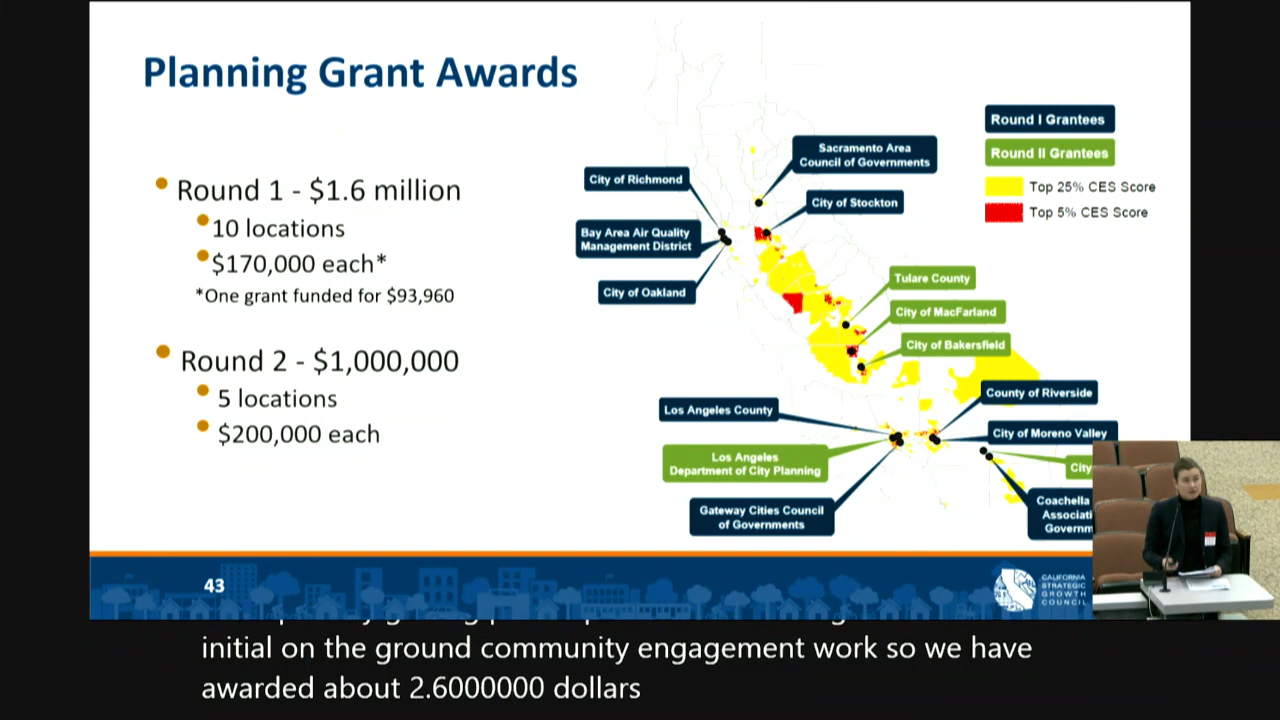 Planning Grant Awards
Round 1 - $1.6 million
10 locations
$170,000 each*
*One grant funded for $93,960
Round 2 - $1,000,000
5 locations
$200,000 each
Sacramento Area
Council of Governments
City of Richmond
City of Stockton
Bay Area Air Quality
Management District
City of Oakland
Tulare County
City of MacFarland
City of Bakersfield
County of Riverside
Los Angeles County
City of Moreno Valley
Los Angeles
Department of City Planning
City
Gateway Cities Council
of Governments
Coachella
Associati
Governm
Round I Grantees
Round II Grantees
Top 25% CES Score
Top 5% CES Score
43
CALIFORNIA
STRATEGIC
GROWTH
COUNCIL
initial on the ground community engagement work so we have
awarded about 2.6000000 dollars